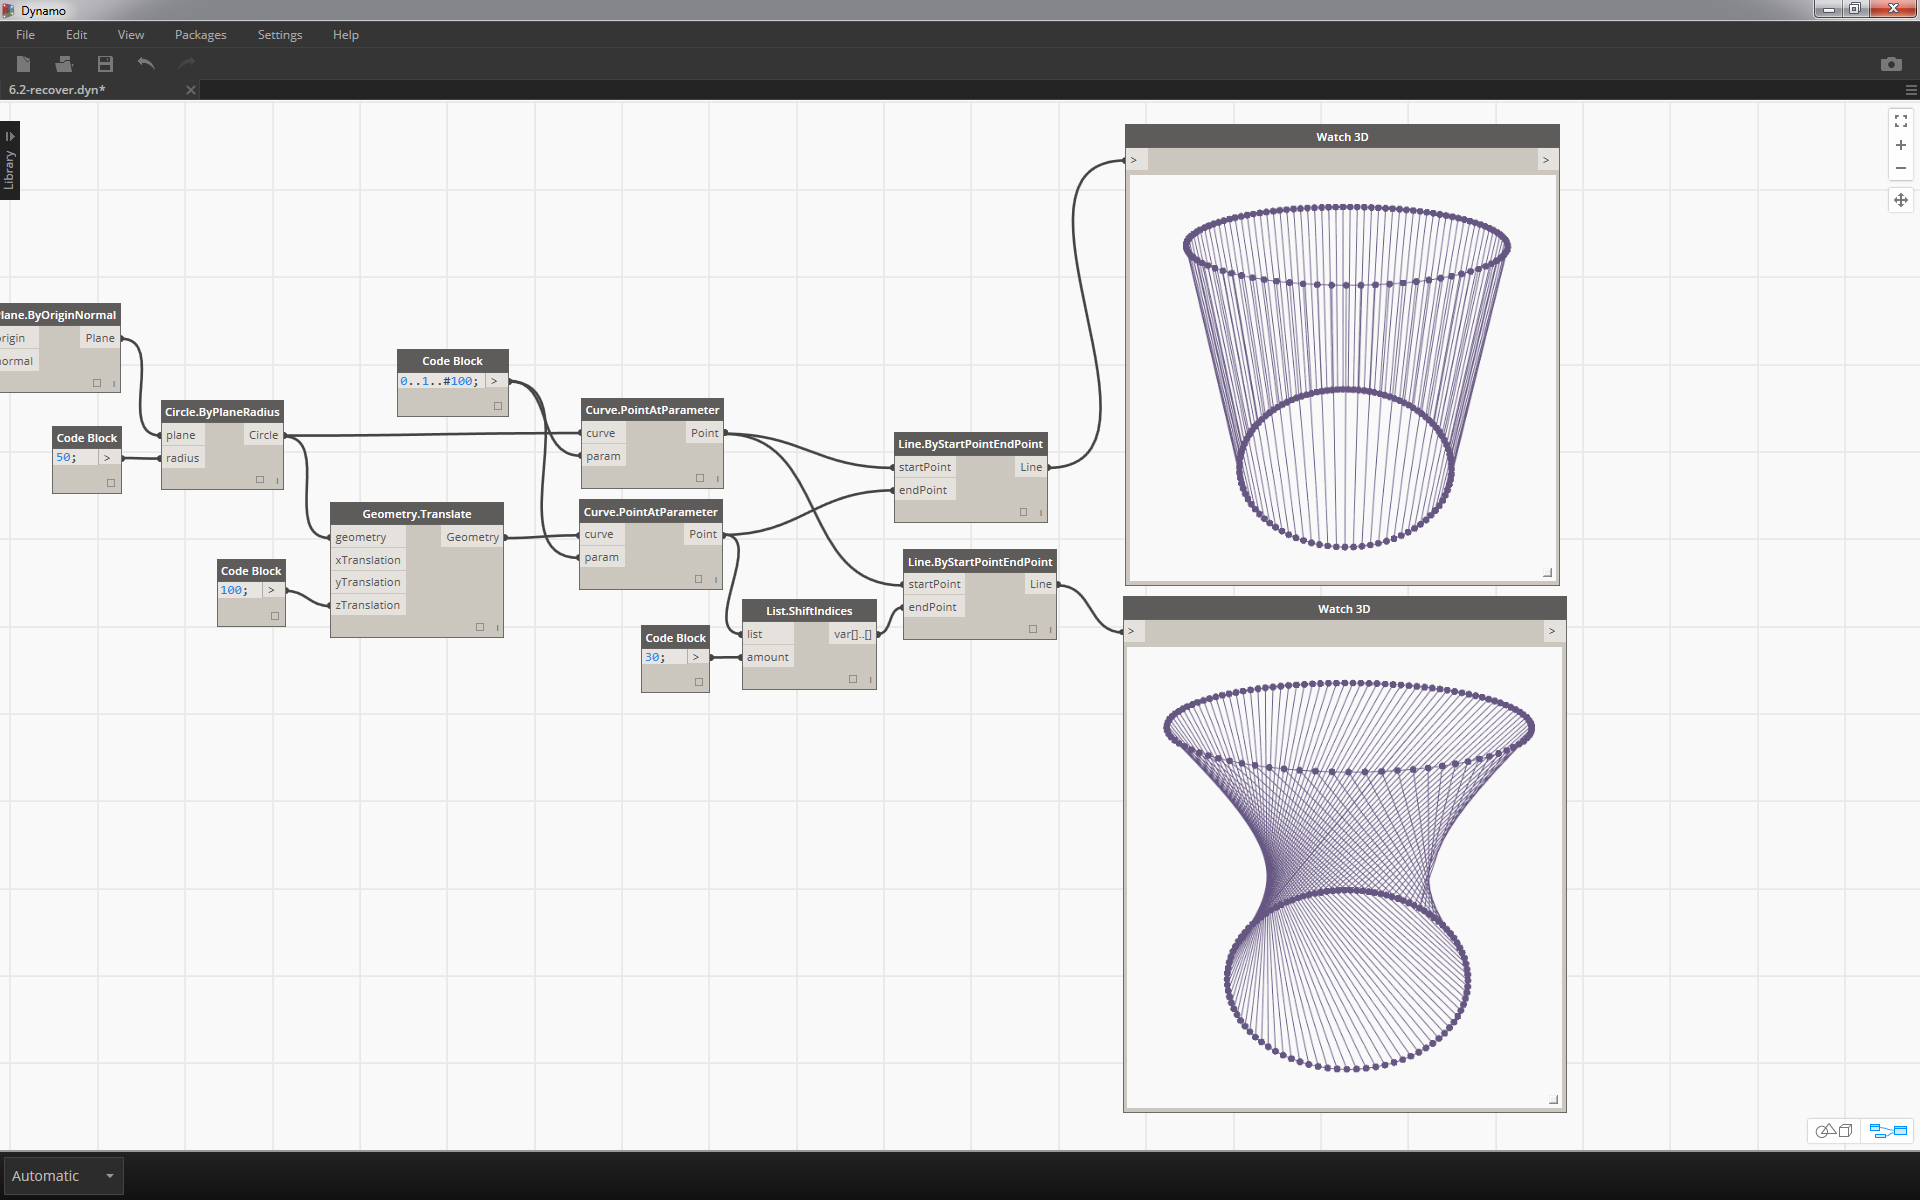 Dynamo
File Edit View Packages Settings Help
6.2-recover.dyn*
Library
lane.ByOriginNormal
rigin Plane
ormal
Code Block
50; >
Circle.ByPlaneRadius
plane Circle
radius
Code Block
100; >
Geometry.Translate
geometry Geometry
xTranslation
yTranslation
zTranslation
Code Block
0..1..#100; >
Curve.PointAtParameter
curve Point
param
Curve.PointAtParameter
curve Point
param
Code Block
30; >
List.ShiftIndices
list var[]..[]
amount
Line.ByStartPointEndPoint
startPoint Line
endPoint
Line.ByStartPointEndPoint
startPoint Line
endPoint
Watch 3D
> >
Watch 3D
> >
Automatic